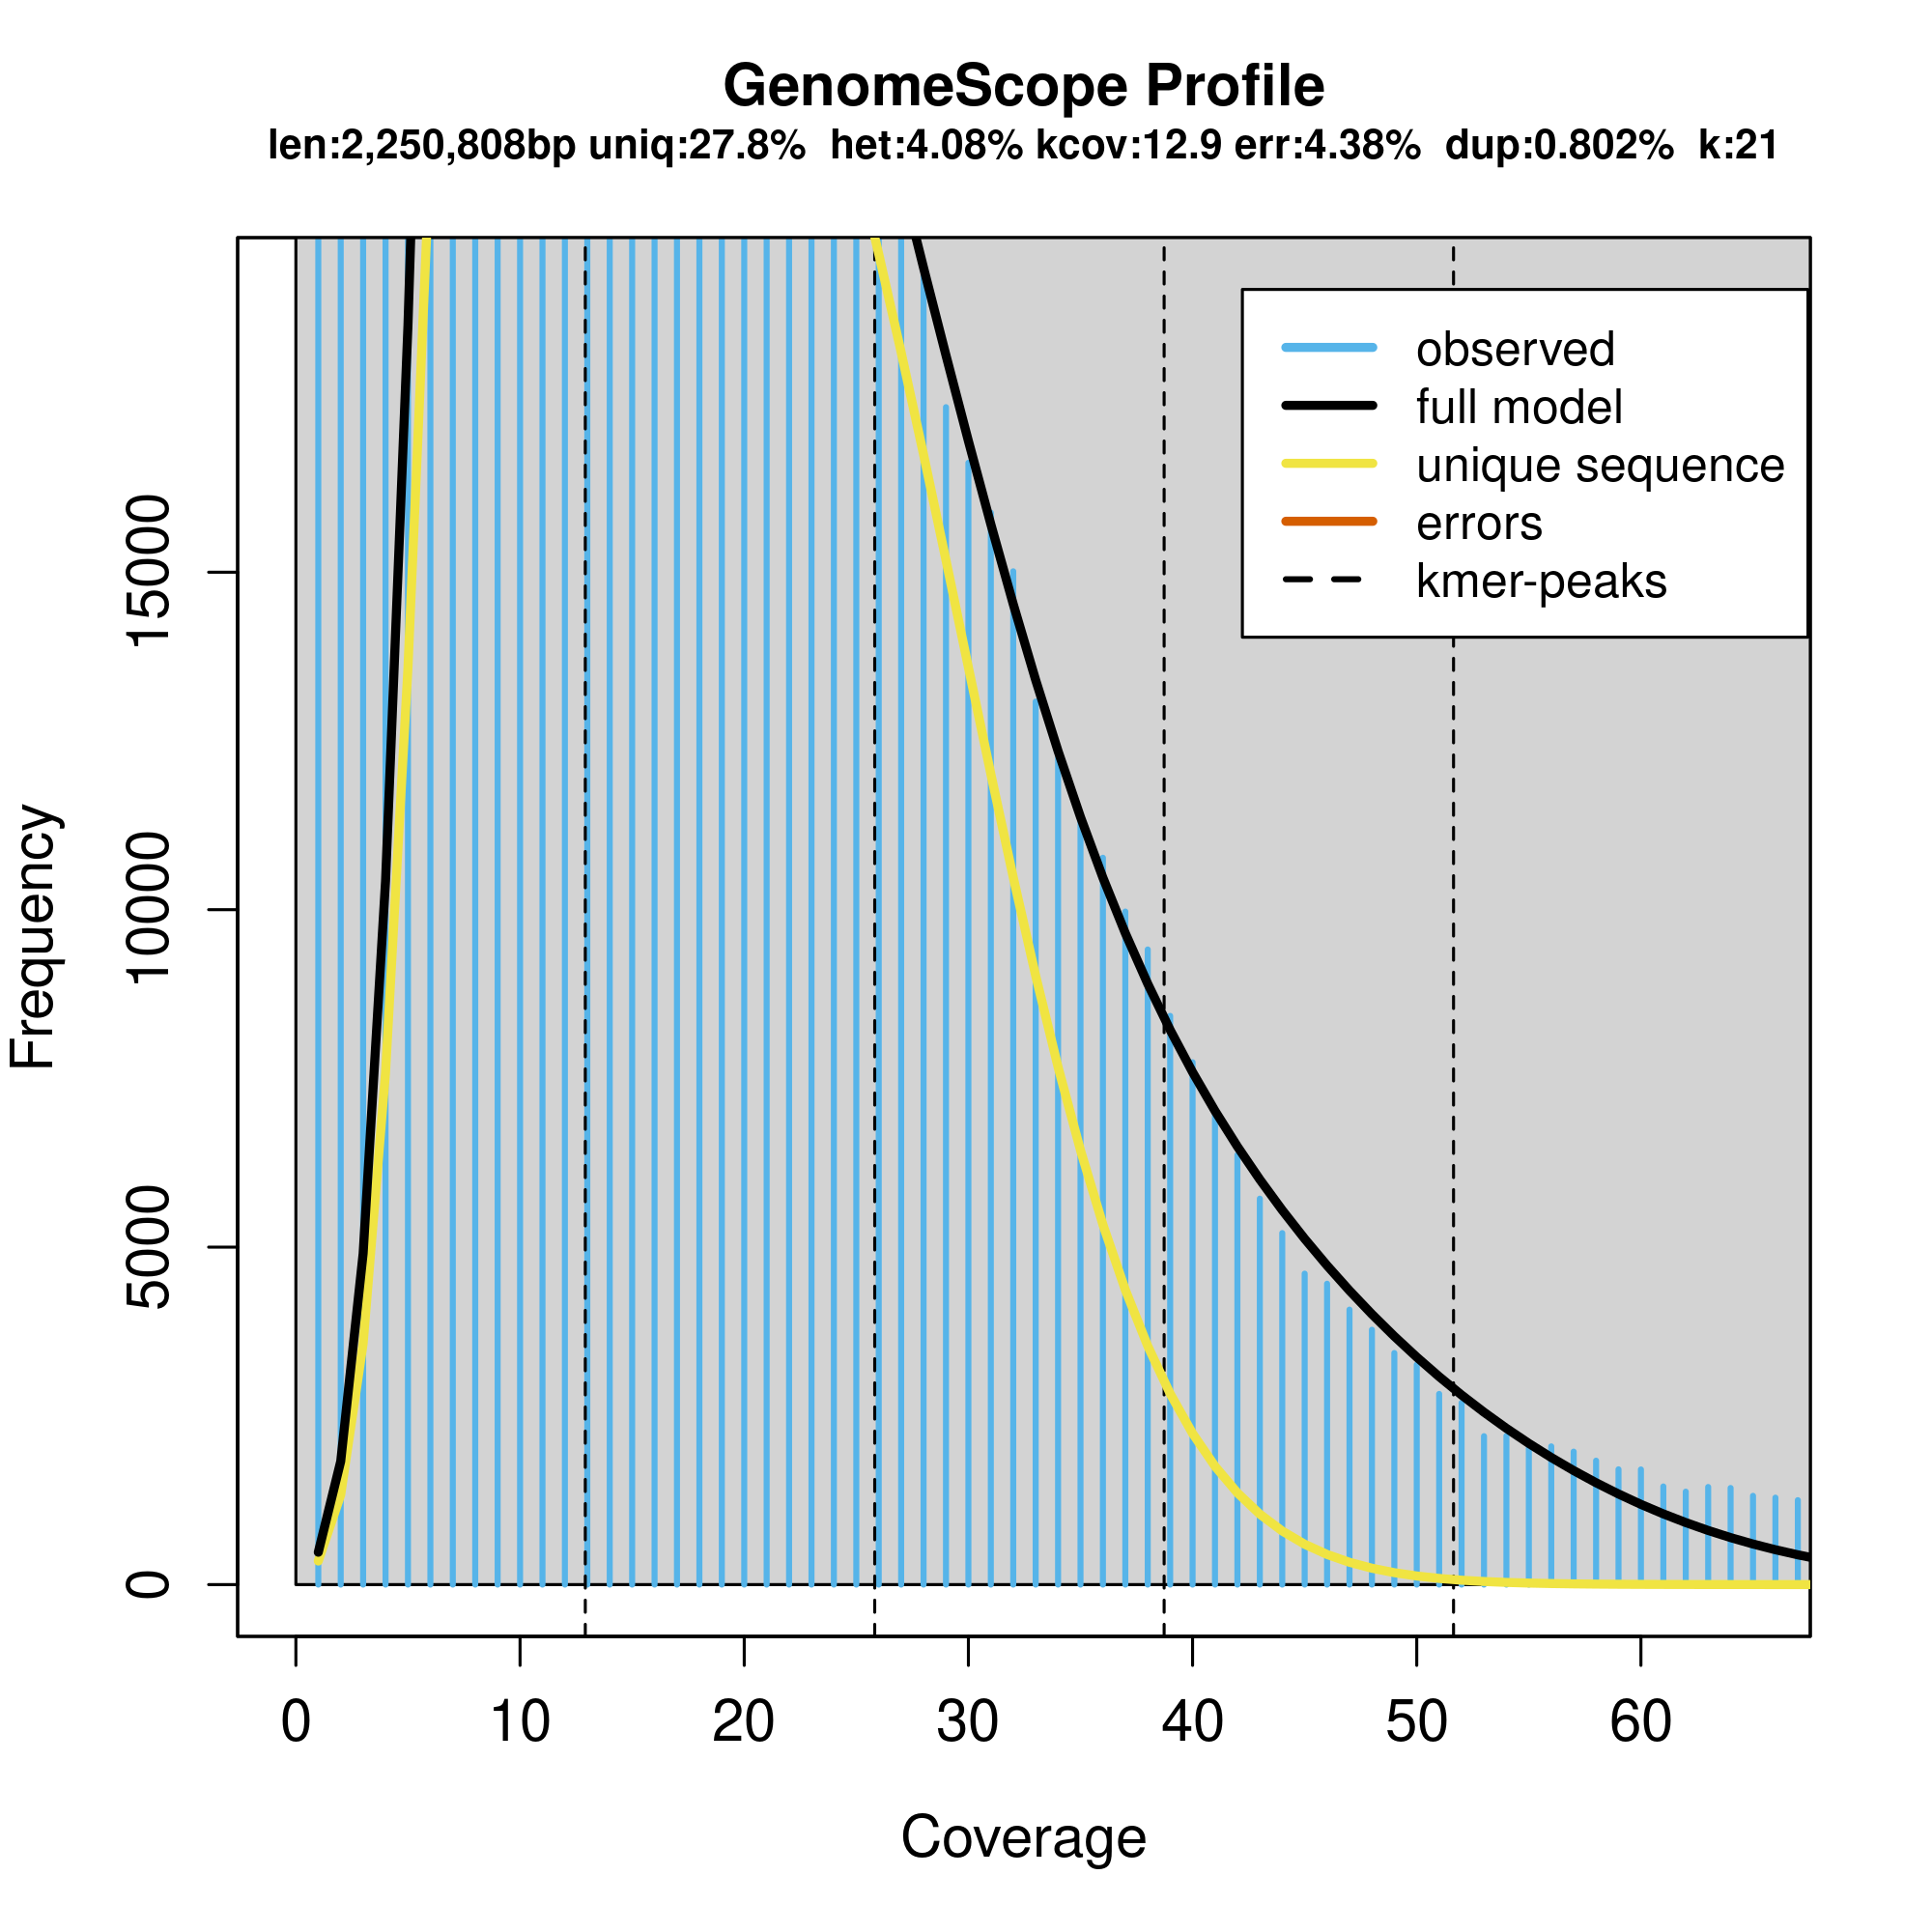 GenomeScope Profile
len:2,250,808bp uniq:27.8% het:4.08% kcov:12.9 err:4.38% dup:0.802% k:21
observed
full model
unique sequence
errors
kmer-peaks
Frequency
15000
10000
5000
0
0 10 20 30 40 50 60
Coverage